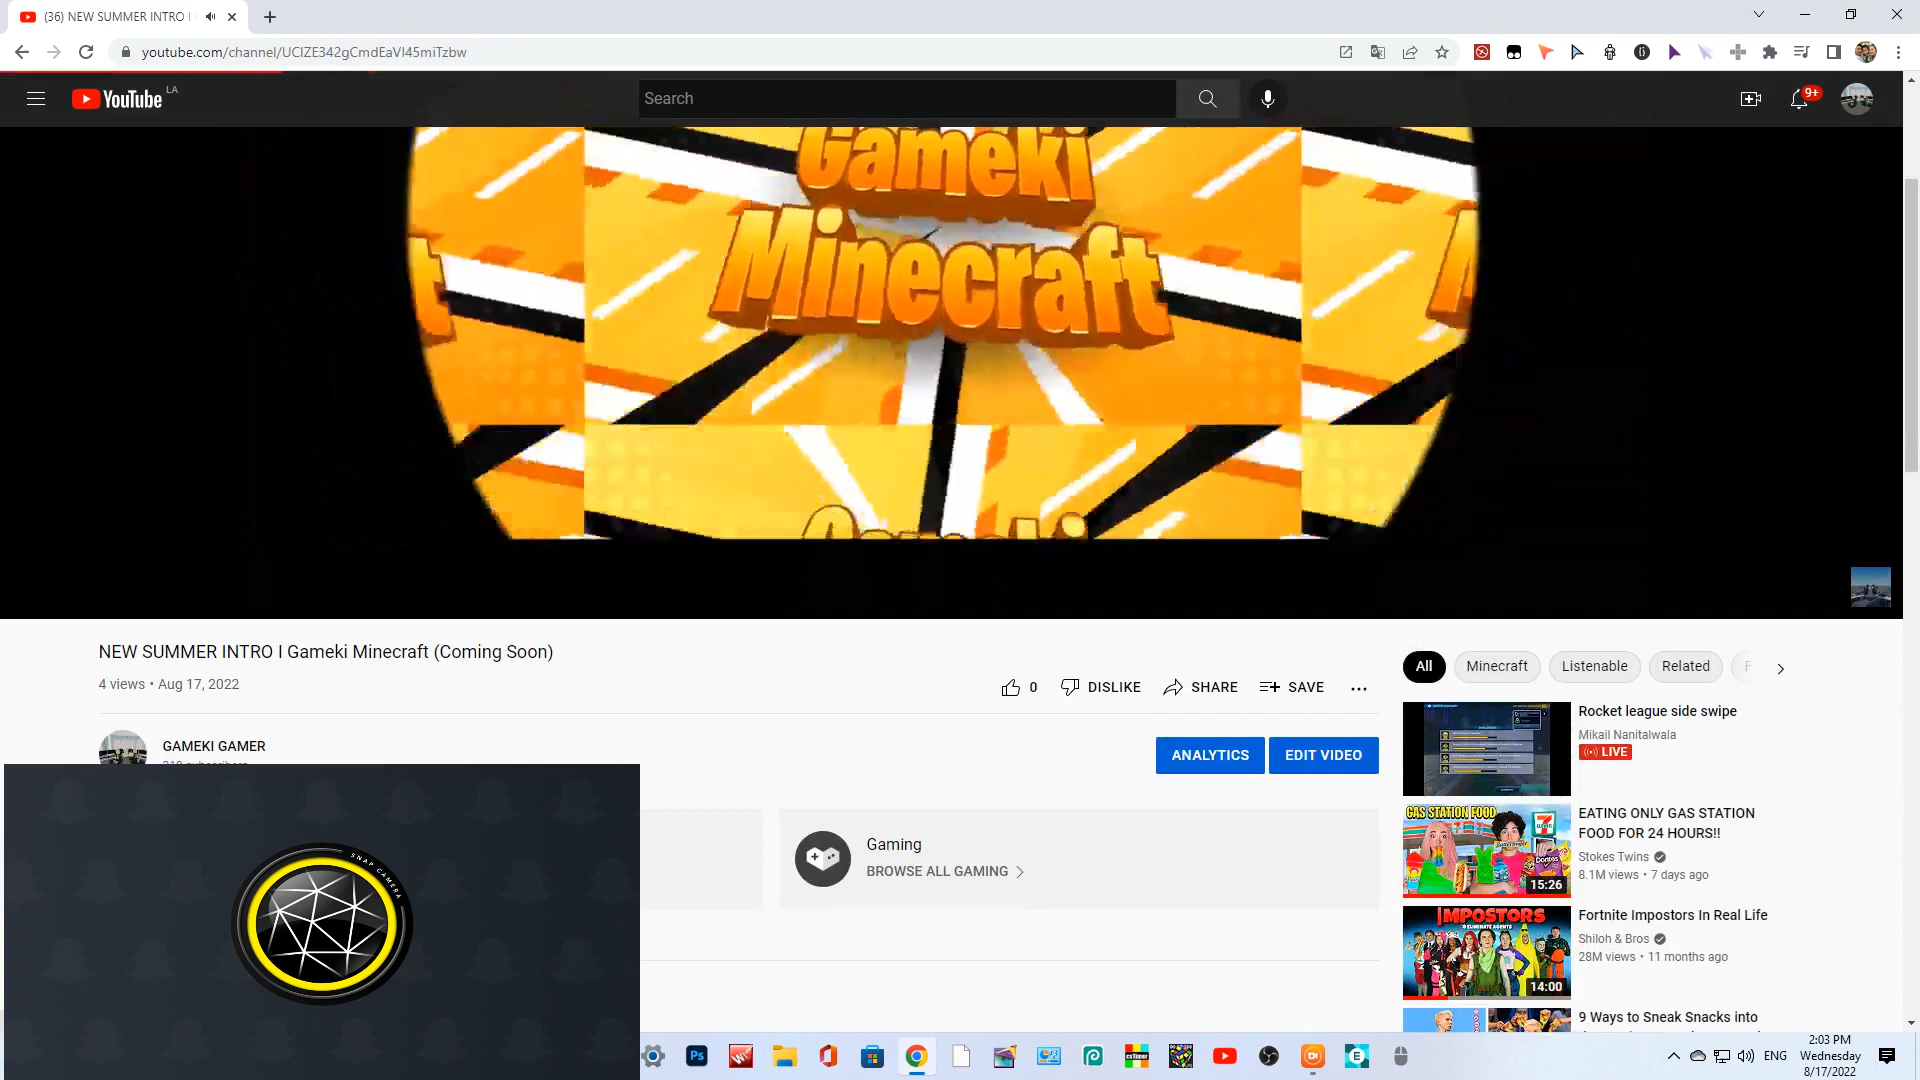 (36) NEW SUMMER INTRO I
youtube.com/channel/UCIZE342gCmdEaVI45miTzbw
YouTube LA
Search
9+
Gameki
Minecraft
NEW SUMMER INTRO I Gameki Minecraft (Coming Soon)
4 views • Aug 17, 2022
0
DISLIKE
SHARE
SAVE
GAMEKI GAMER
ANALYTICS
EDIT VIDEO
Gaming
BROWSE ALL GAMING
SNAP CAMERA
All
Minecraft
Listenable
Related
Rocket league side swipe
Mikail Nanitalwala
LIVE
GAS STATION FOOD
15:26
EATING ONLY GAS STATION
FOOD FOR 24 HOURS!!
Stokes Twins
8.1M views • 7 days ago
IMPOSTORS
ELIMINATE AGENTS
14:00
Fortnite Impostors In Real Life
Shiloh & Bros
28M views • 11 months ago
9 Ways to Sneak Snacks into
Ps
csTimer
ENG
2:03 PM
Wednesday
8/17/2022